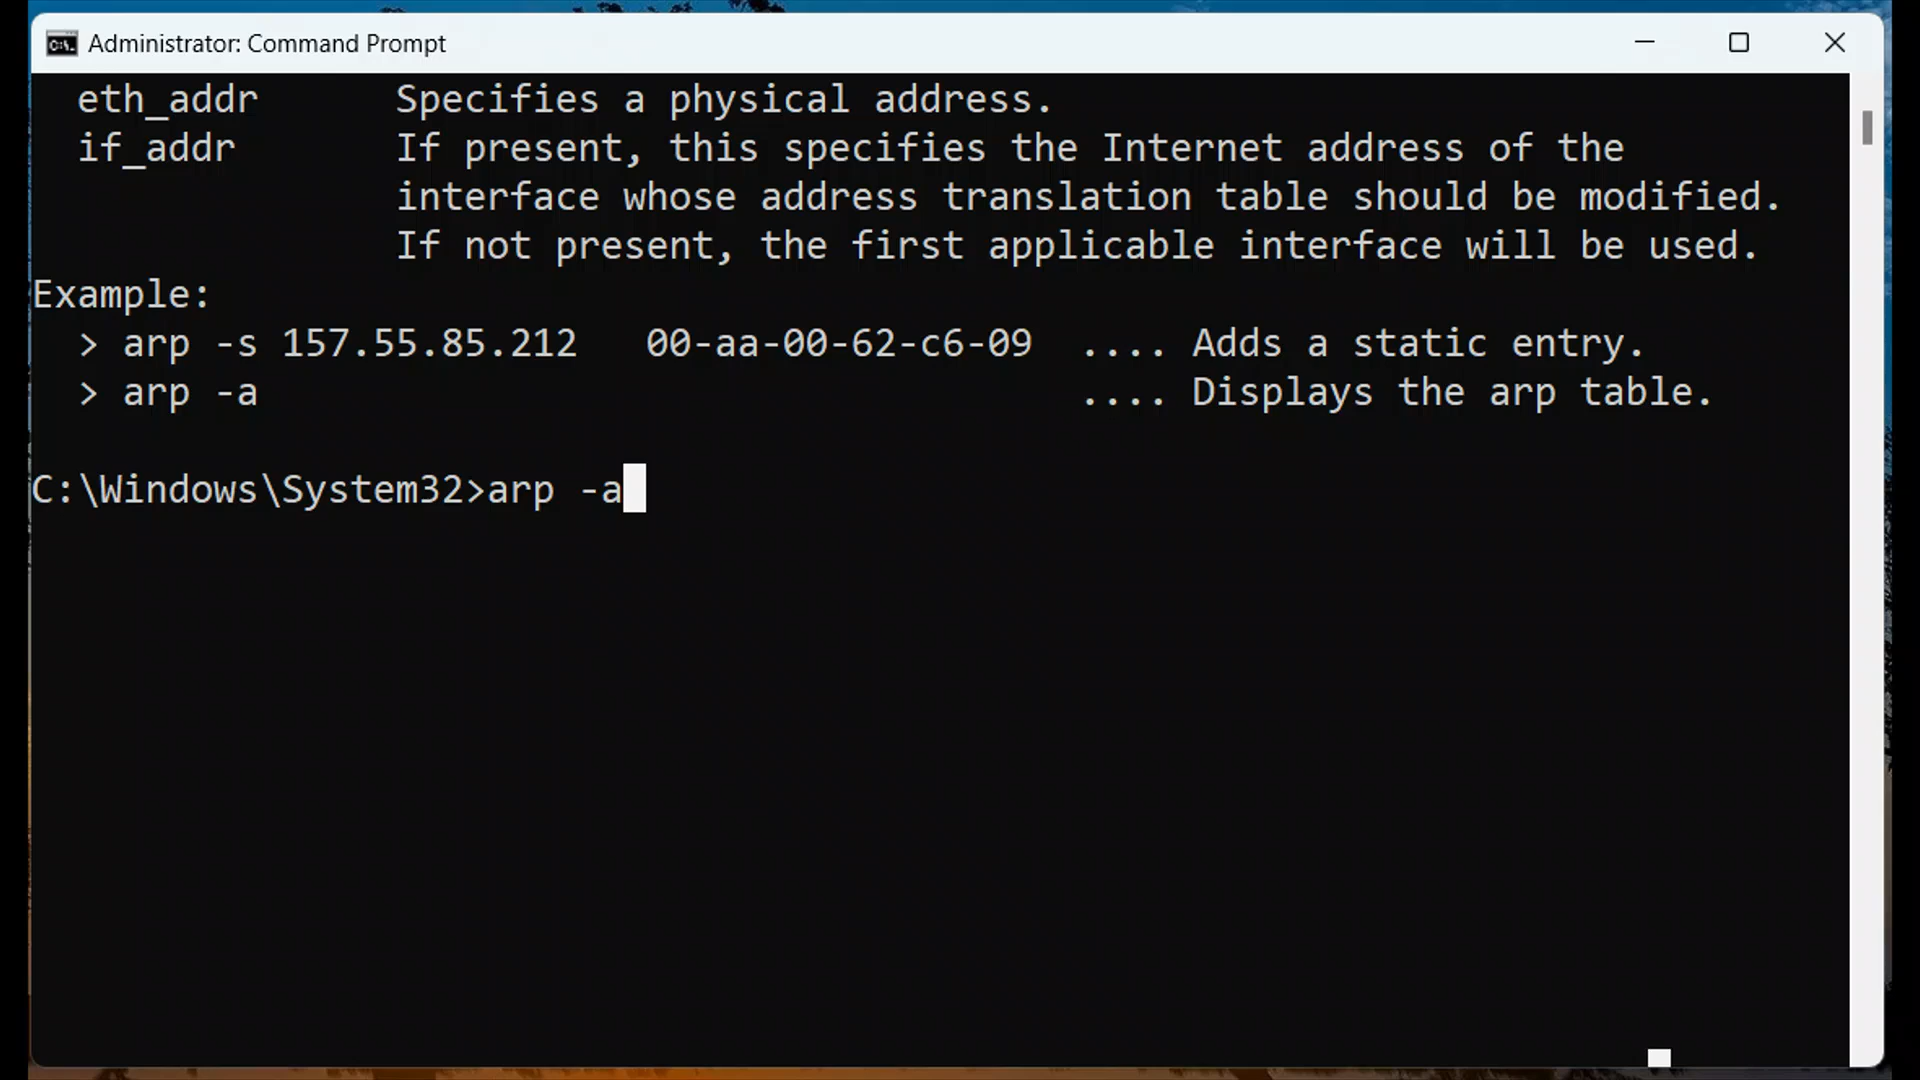 Administrator: Command Prompt
eth_addr Specifies a physical address.
if_addr If present, this specifies the Internet address of the
interface whose address translation table should be modified.
If not present, the first applicable interface will be used.
Example:
> arp -s 157.55.85.212 00-aa-00-62-c6-09 .... Adds a static entry.
> arp -a .... Displays the arp table.
C:\Windows\System32>arp -a